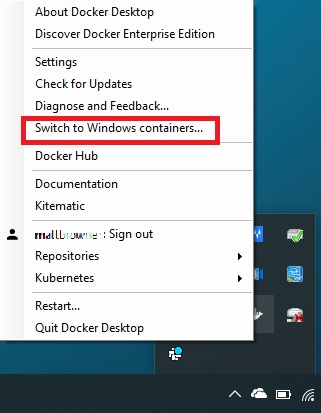 About Docker Desktop
Discover Docker Enterprise Edition
Settings
Check for Updates
Diagnose and Feedback...
Switch to Windows containers...
Docker Hub
Documentation
Kitematic
: Sign out
Repositories
Kubernetes
Restart...
Quit Docker Desktop